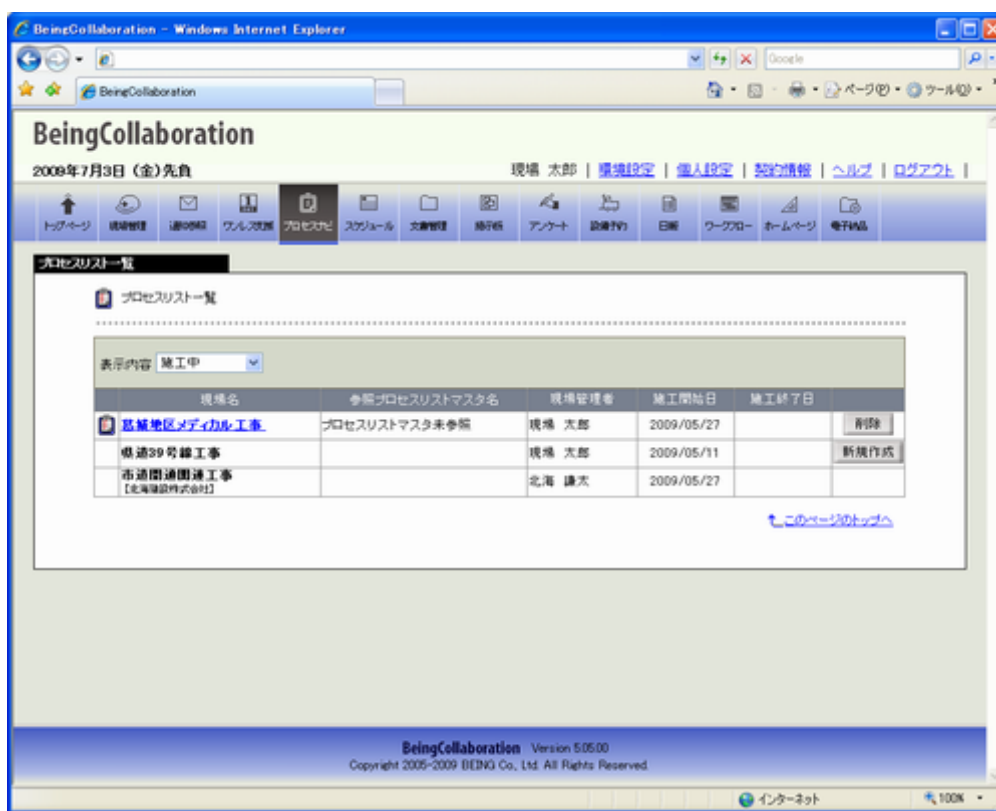 BeingCollaboration - Windows Internet Explorer
Google
BeingCollaboration
ページ(P) ツール(O)
BeingCollaboration
2009年7月3日（金）先負
現場 太郎 | 環境設定 | 個人設定 | 契約情報 | ヘルプ | ログアウト |
トップページ 現場管理 プロセスナビ スケジュール 文書管理 掲示板 アンケート 設備予約 日報 ワークフロー ホームページ 電子納品
プロセスリスト一覧
プロセスリスト一覧
表示内容 施工中
現場名 参照プロセスリストマスタ名 現場管理者 施工開始日 施工終了日
葛城地区メディカル工事 プロセスリストマスタ未参照 現場 太郎 2009/05/27 削除
県道39号線工事 現場 太郎 2009/05/11 新規作成
市道開通関連工事 北海 謙太 2009/05/27
【北海建設株式会社】
このページのトップへ
BeingCollaboration Version 5.05.00
Copyright 2005-2009 BEING Co., Ltd. All Rights Reserved.
インターネット 100%